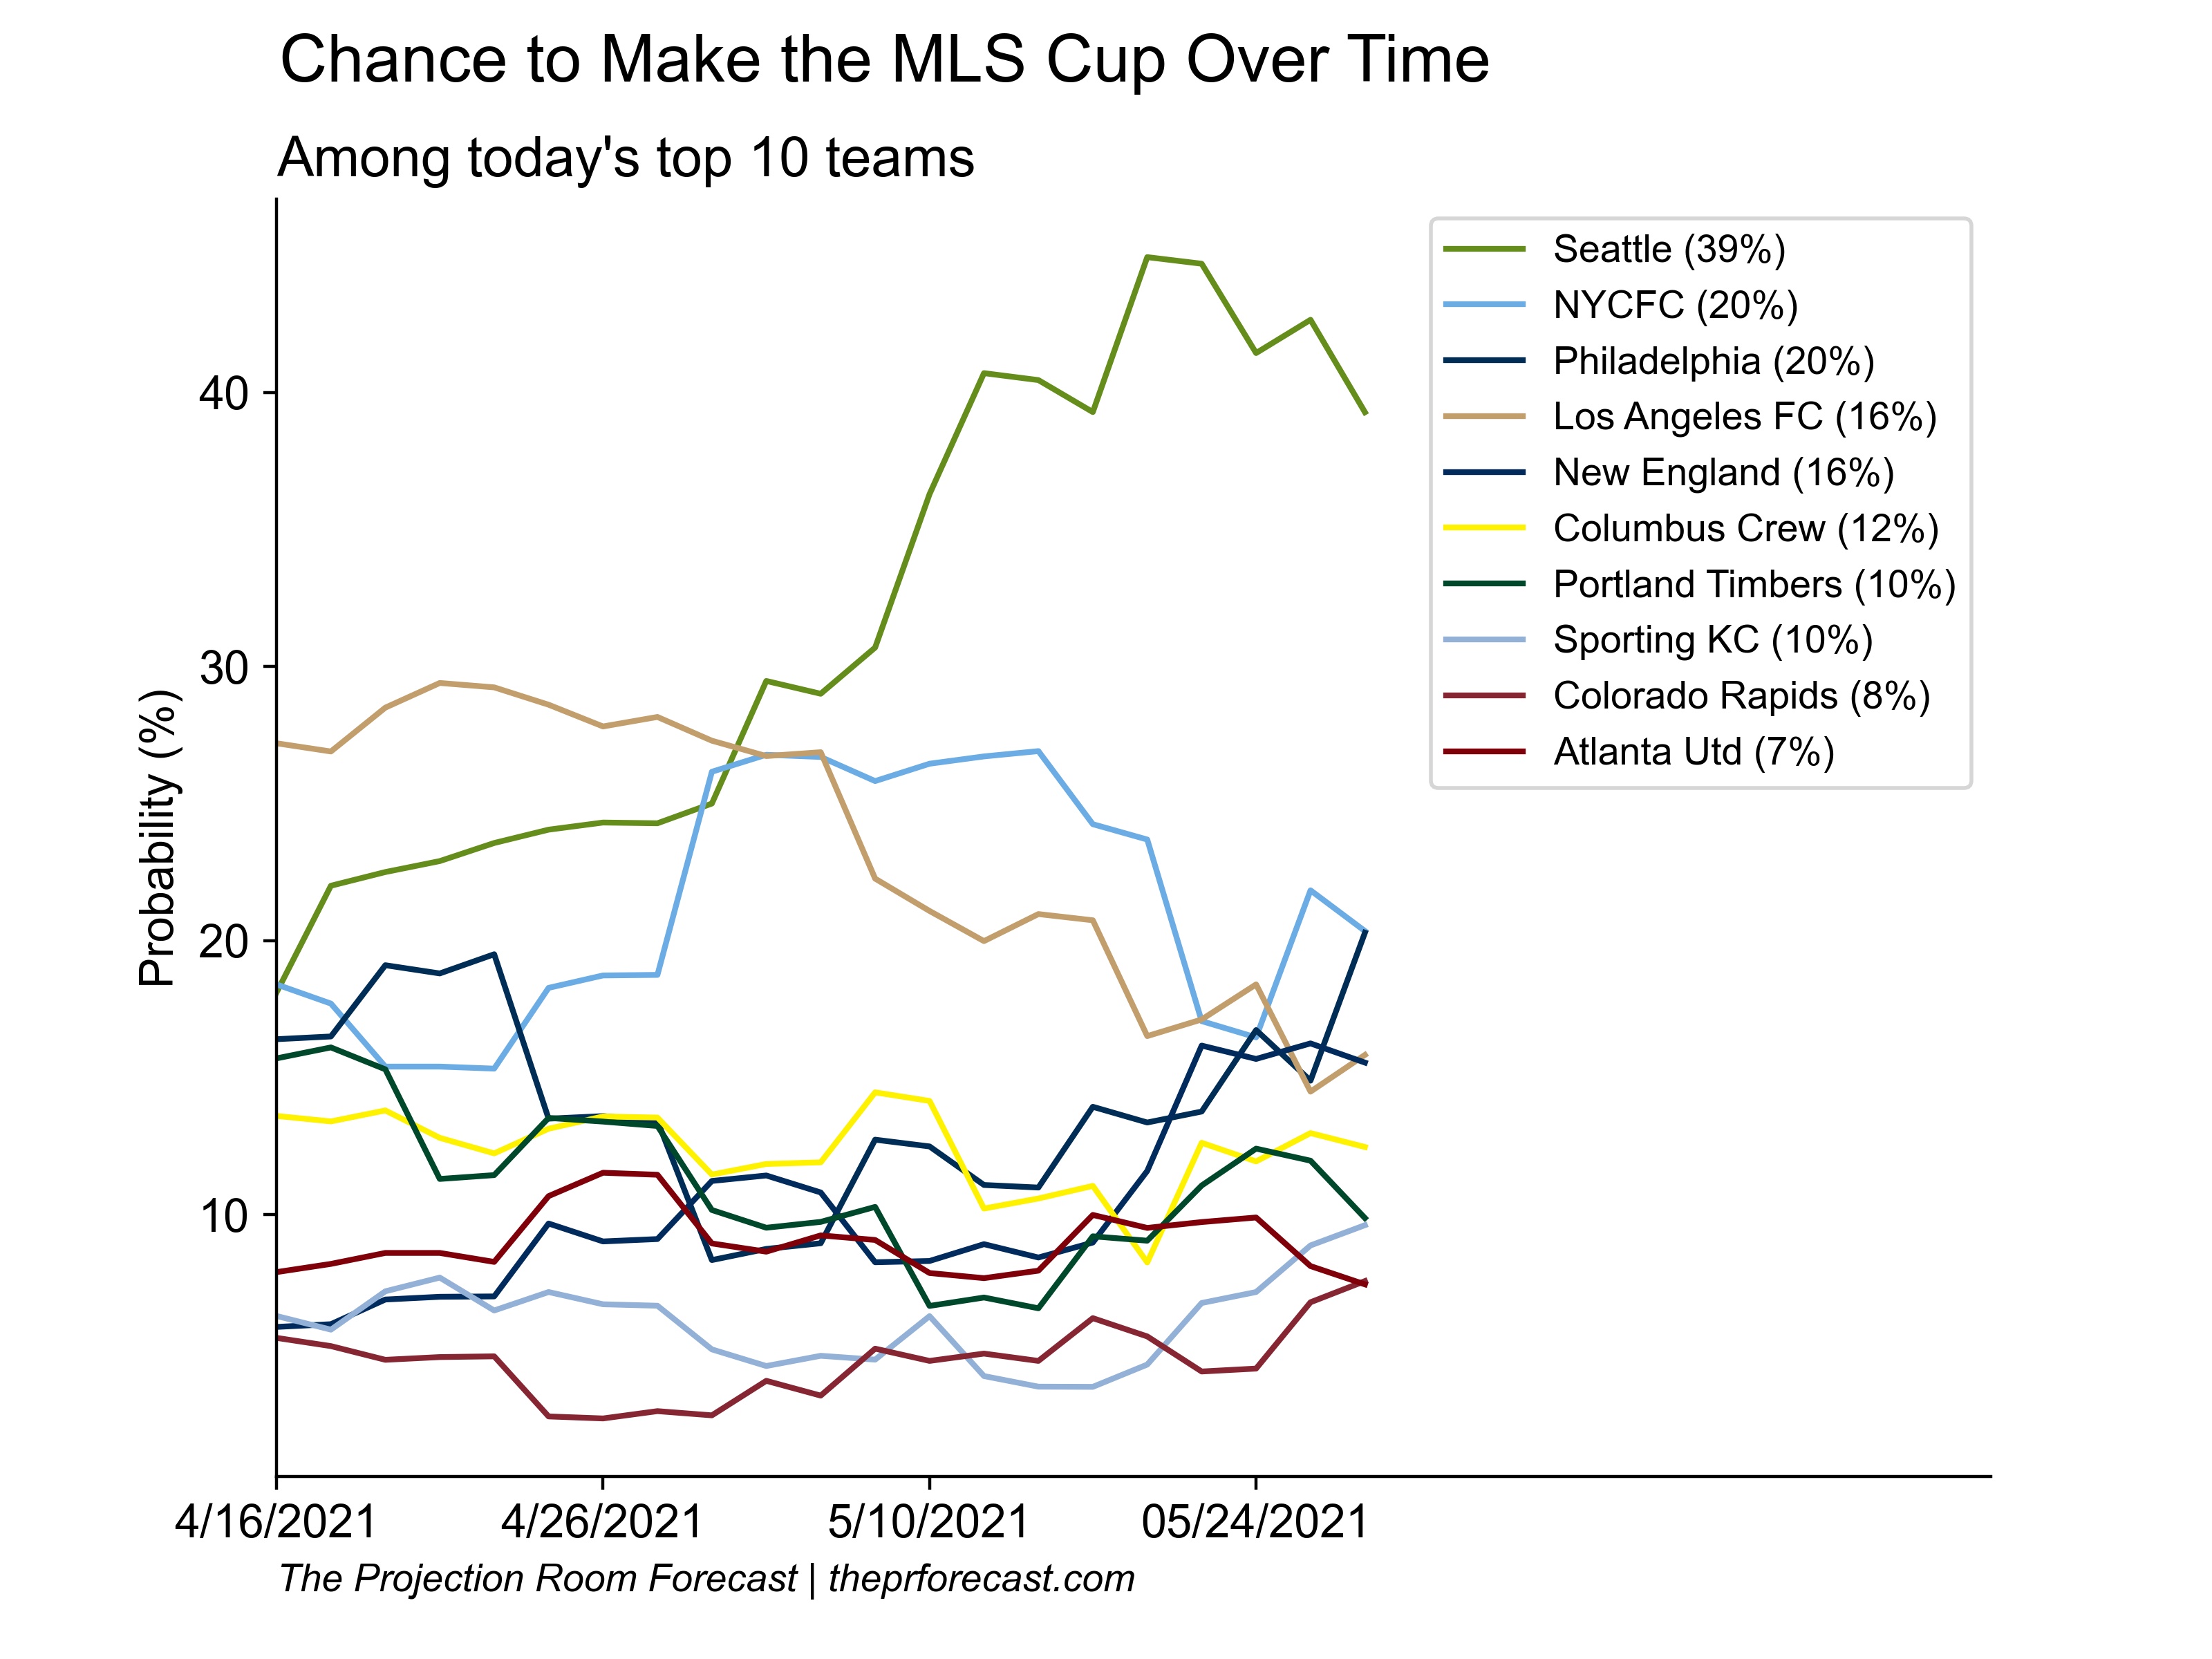 Chance to Make the MLS Cup Over Time
Among today's top 10 teams
Seattle (39%)
NYCFC (20%)
Philadelphia (20%)
Los Angeles FC (16%)
New England (16%)
Columbus Crew (12%)
Portland Timbers (10%)
Sporting KC (10%)
Colorado Rapids (8%)
Atlanta Utd (7%)
Probability (%)
40
30
20
10
4/16/2021
4/26/2021
5/10/2021
05/24/2021
The Projection Room Forecast | theprforecast.com